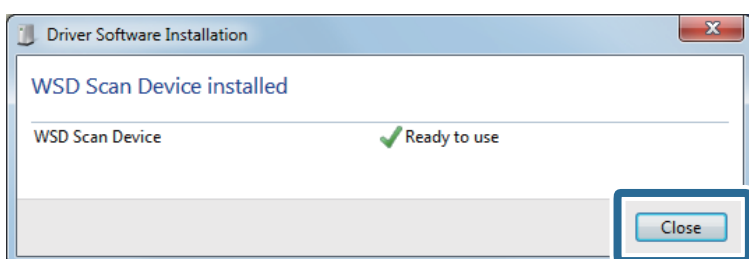 Driver Software Installation
WSD Scan Device installed
WSD Scan Device Ready to use
Close